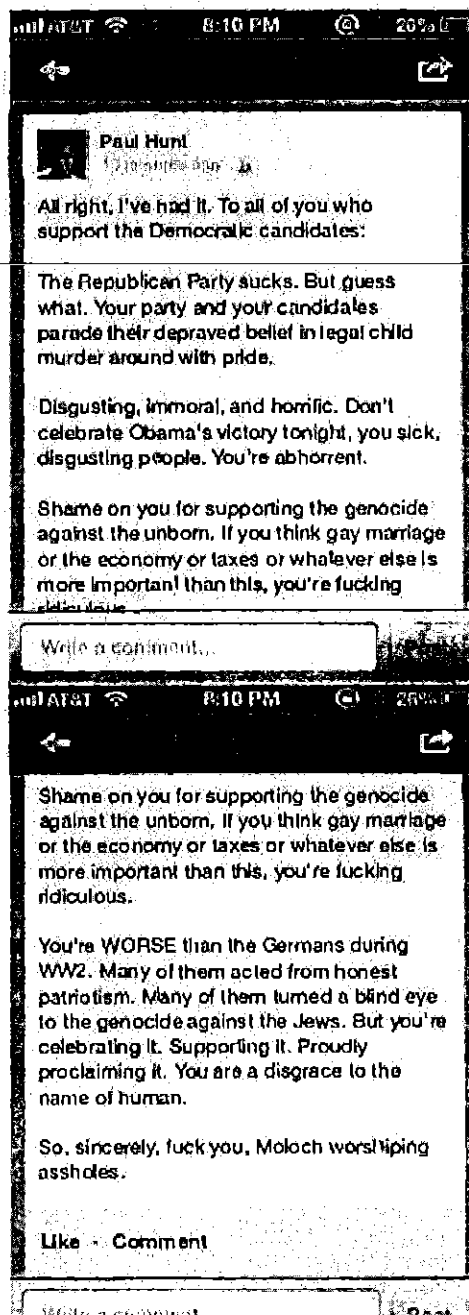 AT&T 8:10 PM 26%
Paul Hunt
All right, I've had it. To all of you who
support the Democratic candidates:
The Republican Party sucks. But guess
what. Your party and your candidates
parade their depraved belief in legal child
murder around with pride.
Disgusting, immoral, and horrific. Don't
celebrate Obama's victory tonight, you sick,
disgusting people. You're abhorrent.
Shame on you for supporting the genocide
against the unborn. If you think gay marriage
or the economy or taxes or whatever else is
more important than this, you're fucking
ridiculous.
Write a comment...
AT&T 8:10 PM 26%
Shame on you for supporting the genocide
against the unborn. If you think gay marriage
or the economy or taxes or whatever else is
more important than this, you're fucking
ridiculous.
You're WORSE than the Germans during
WW2. Many of them acted from honest
patriotism. Many of them turned a blind eye
to the genocide against the Jews. But you're
celebrating it. Supporting it. Proudly
proclaiming it. You are a disgrace to the
name of human.
So, sincerely, fuck you, Moloch worshiping
assholes.
Like · Comment
Write a comment
Post